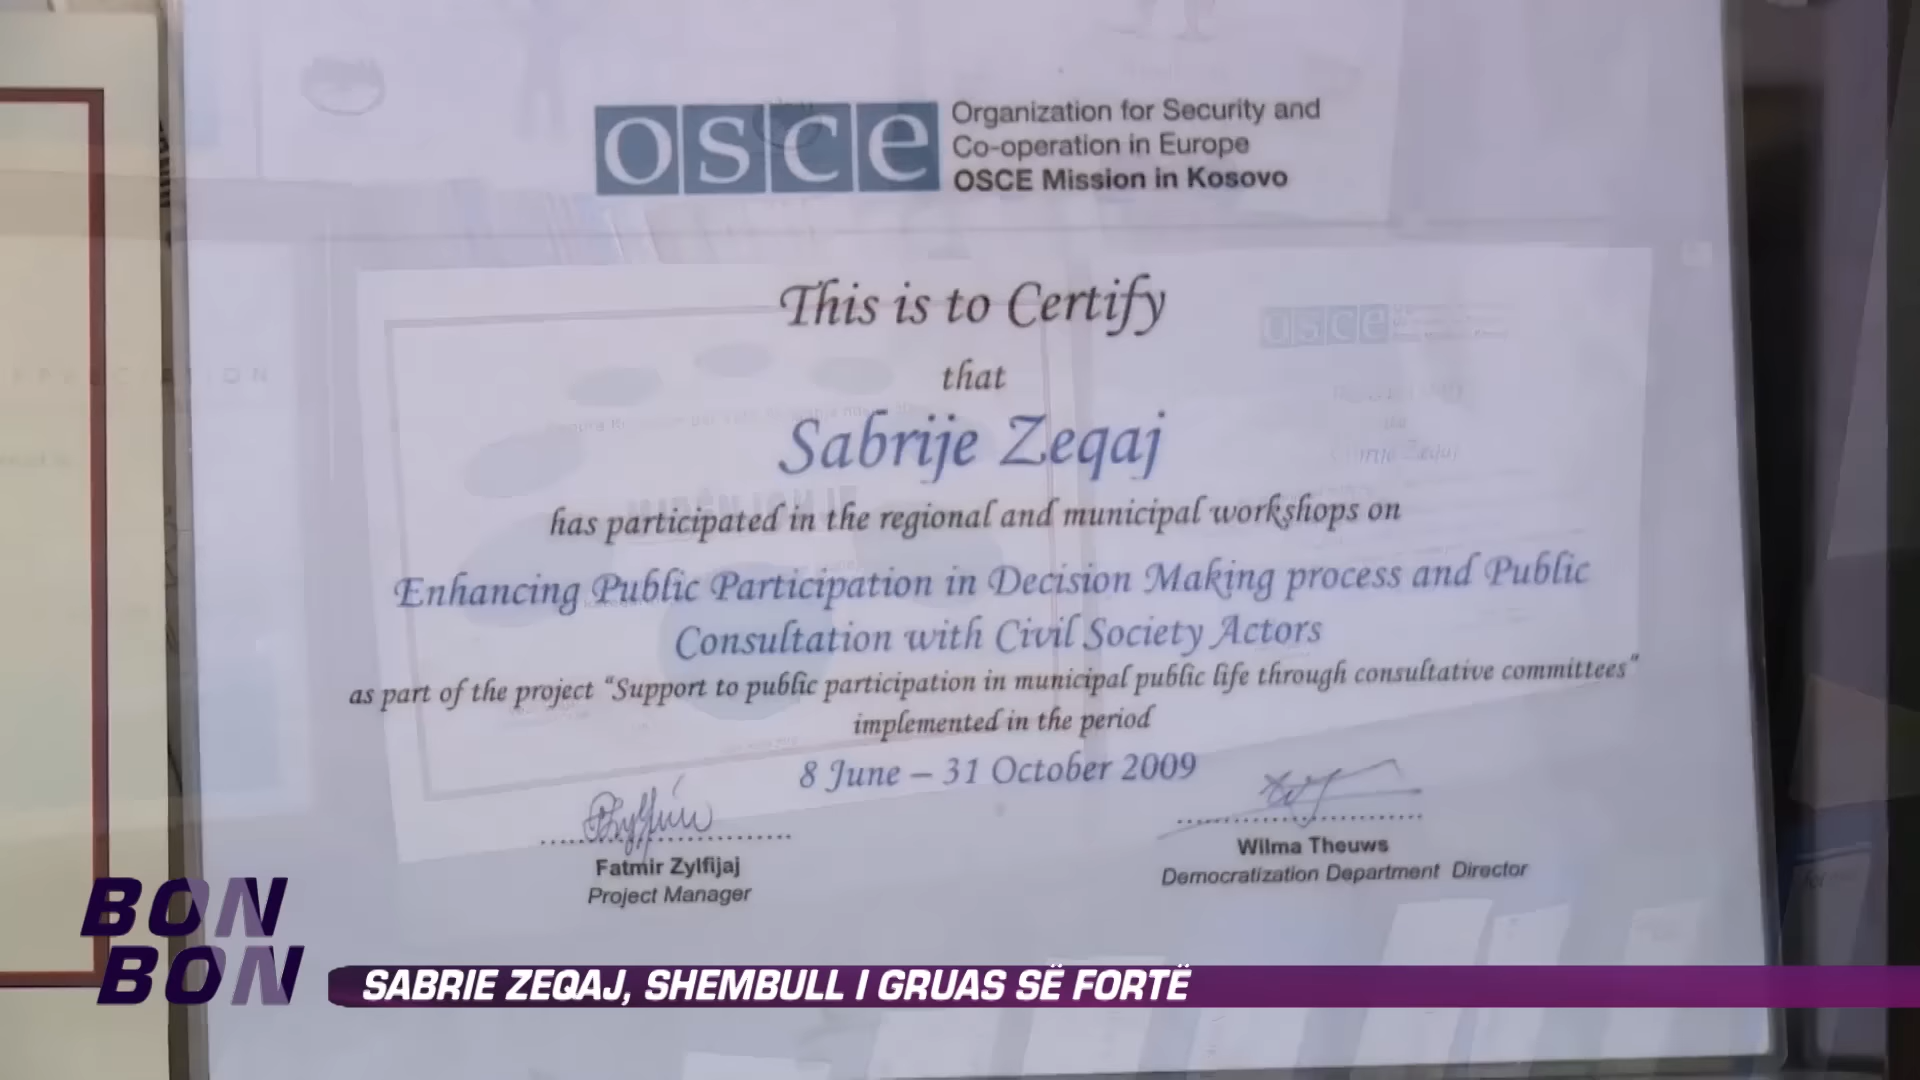 osce
Organization for Security and
Co-operation in Europe
OSCE Mission in Kosovo
This is to Certify
that
Sabrije Zeqaj
has participated in the regional and municipal workshops on
Enhancing Public Participation in Decision Making process and Public
Consultation with Civil Society Actors
as part of the project “Support to public participation in municipal public life through consultative committees”
implemented in the period
8 June – 31 October 2009
Fatmir Zylfijaj
Project Manager
Wilma Theuws
Democratization Department Director
osce
BON
BON
SABRIE ZEQAJ, SHEMBULL I GRUAS SË FORTË